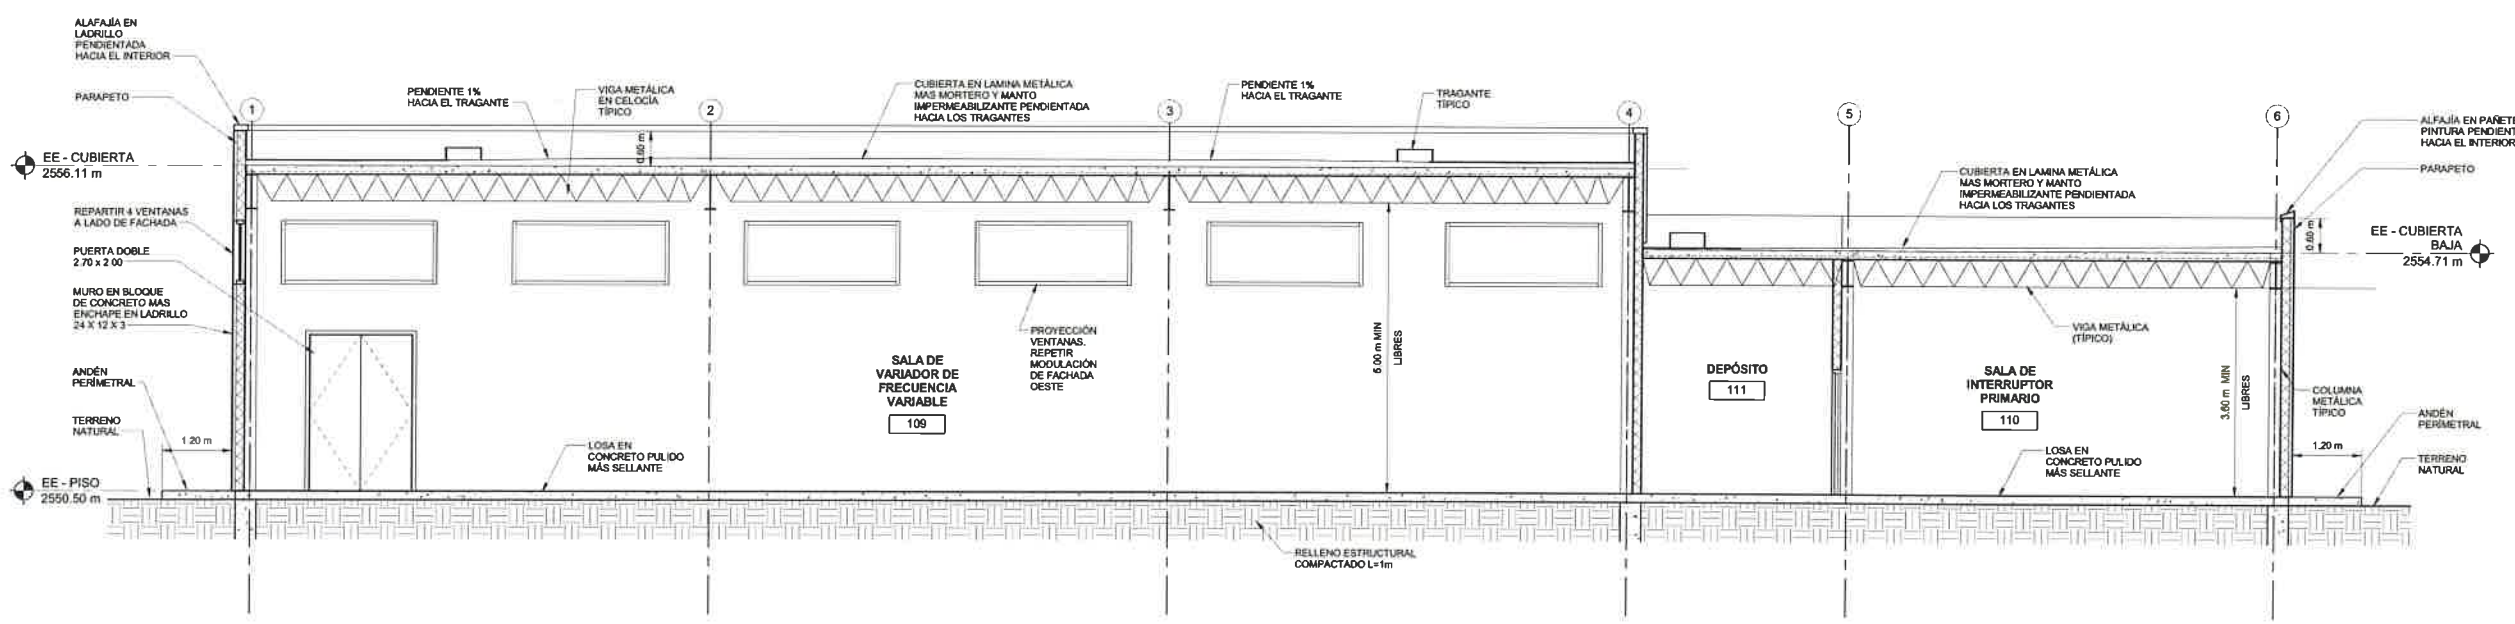 ALAFAJÍA EN
LADRILLO
PENDIENTADA
HACIA EL INTERIOR
PARAPETO
1
PENDIENTE 1%
HACIA EL TRAGANTE
VIGA METÁLICA
EN CELOCÍA
TÍPICO
2
CUBIERTA EN LAMINA METÁLICA
MAS MORTERO Y MANTO
IMPERMEABILIZANTE PENDIENTADA
HACIA LOS TRAGANTES
3
PENDIENTE 1%
HACIA EL TRAGANTE
TRAGANTE
TÍPICO
4
5
6
ALFAJÍA EN PAÑETE
PINTURA PENDIENT
HACIA EL INTERIOR
PARAPETO
EE - CUBIERTA
2556.11 m
0.60 m
CUBIERTA EN LAMINA METÁLICA
MAS MORTERO Y MANTO
IMPERMEABILIZANTE PENDIENTADA
HACIA LOS TRAGANTES
0.60 m
EE - CUBIERTA
BAJA
2554.71 m
REPARTIR 4 VENTANAS
A LADO DE FACHADA
PUERTA DOBLE
2.70 x 2.00
MURO EN BLOQUE
DE CONCRETO MAS
ENCHAPE EN LADRILLO
24 X 12 X 3
ANDÉN
PERÍMETRAL
TERRENO
NATURAL
1.20 m
EE - PISO
2550.50 m
LOSA EN
CONCRETO PULIDO
MÁS SELLANTE
SALA DE
VARIADOR DE
FRECUENCIA
VARIABLE
109
PROYECCIÓN
VENTANAS.
REPETIR
MODULACIÓN
DE FACHADA
OESTE
5.00 m MIN
LIBRES
DEPÓSITO
111
SALA DE
INTERRUPTOR
PRIMARIO
110
VIGA METÁLICA
(TÍPICO)
3.60 m MIN
LIBRES
COLUMNA
METÁLICA
TÍPICO
ANDÉN
PERÍMETRAL
1.20 m
TERRENO
NATURAL
LOSA EN
CONCRETO PULIDO
MÁS SELLANTE
RELLENO ESTRUCTURAL
COMPACTADO L=1m